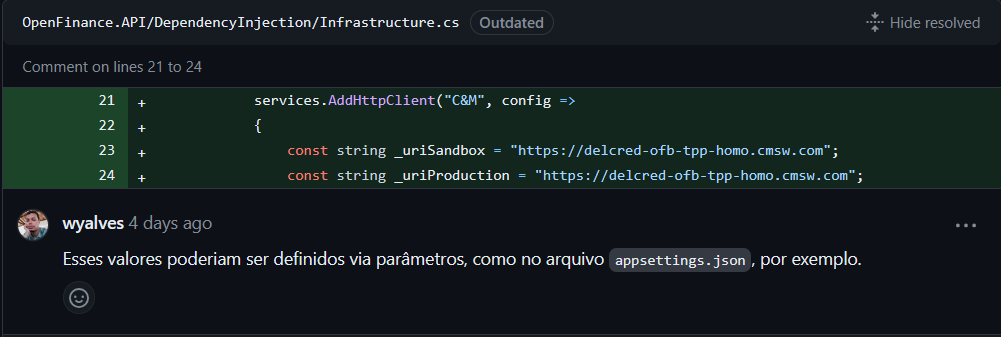 OpenFinance.API/DependencyInjection/Infrastructure.cs Outdated Hide resolved
Comment on lines 21 to 24
21 + services.AddHttpClient("C&M", config =>
22 + {
23 + const string _uriSandbox = "https://delcred-ofb-tpp-homo.cmsw.com";
24 + const string _uriProduction = "https://delcred-ofb-tpp-homo.cmsw.com";
wyalves 4 days ago
Esses valores poderiam ser definidos via parâmetros, como no arquivo appsettings.json, por exemplo.